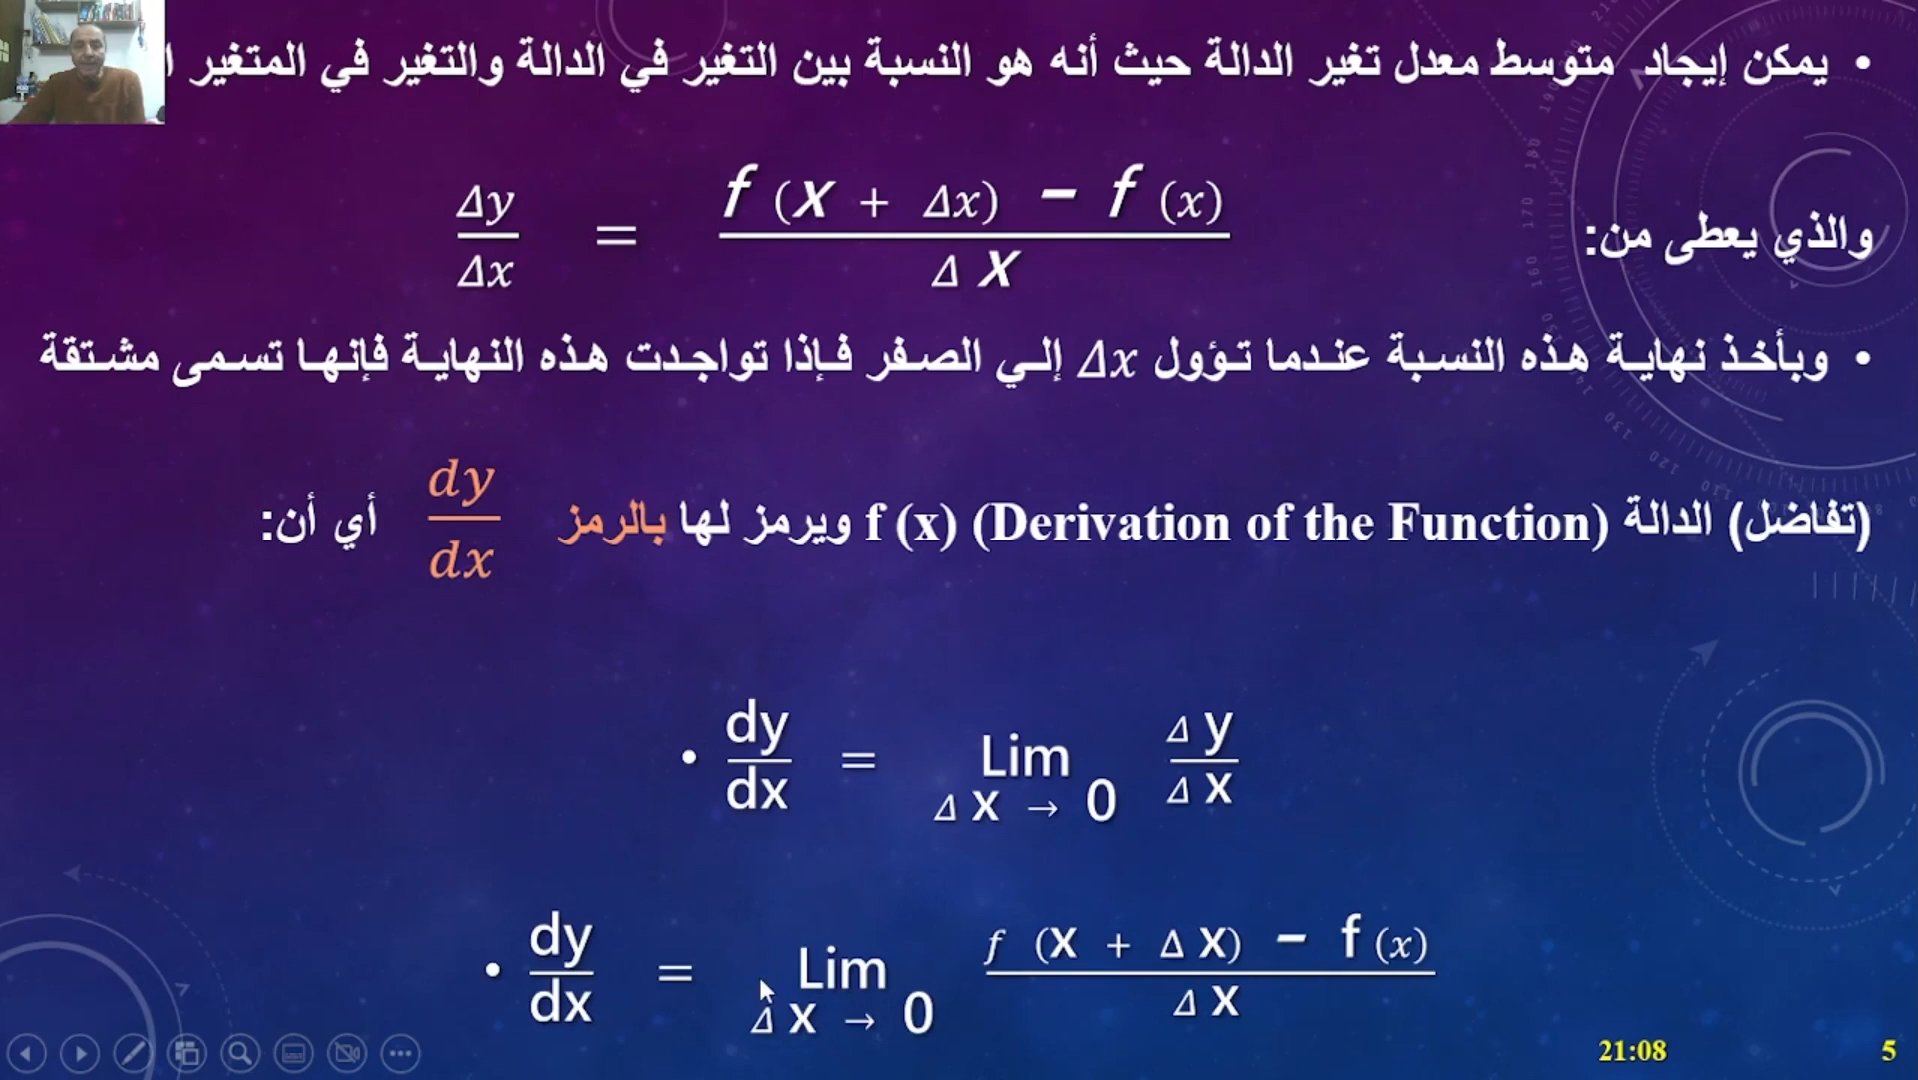 • يمكن إيجاد متوسط معدل تغير الدالة حيث أنه هو النسبة بين التغير في الدالة والتغير في المتغير
والذي يعطى من: Δy/Δx = f (X + Δx) − f (x) / Δ X
• وبأخذ نهاية هذه النسبة عندما تؤول Δx إلي الصفر فإذا تواجدت هذه النهاية فإنها تسمى مشتقة
(تفاضل) الدالة f (x) (Derivation of the Function) ويرمز لها بالرمز dy/dx أي أن:
• dy/dx = Lim Δ X → 0 Δ y / Δ X
• dy/dx = Lim Δ X → 0 f (X + Δ X) − f (x) / Δ X
21:08 5